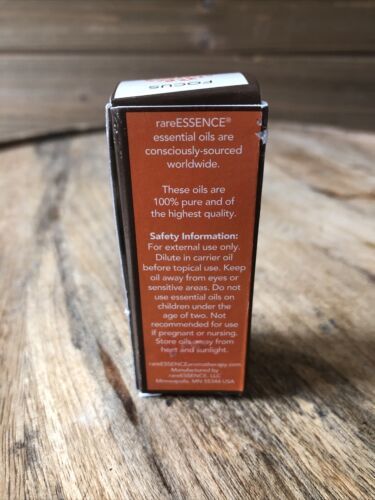 FOCUS
rareESSENCE®
essential oils are
consciously-sourced
worldwide.
These oils are
100% pure and of
the highest quality.
Safety Information:
For external use only.
Dilute in carrier oil
before topical use. Keep
oil away from eyes or
sensitive areas. Do not
use essential oils on
children under the
age of two. Not
recommended for use
if pregnant or nursing.
Store oils away from
heat and sunlight.
rareESSENCEaromatherapy.com
Manufactured by
rareESSENCE, LLC
Minneapolis, MN 55344 USA